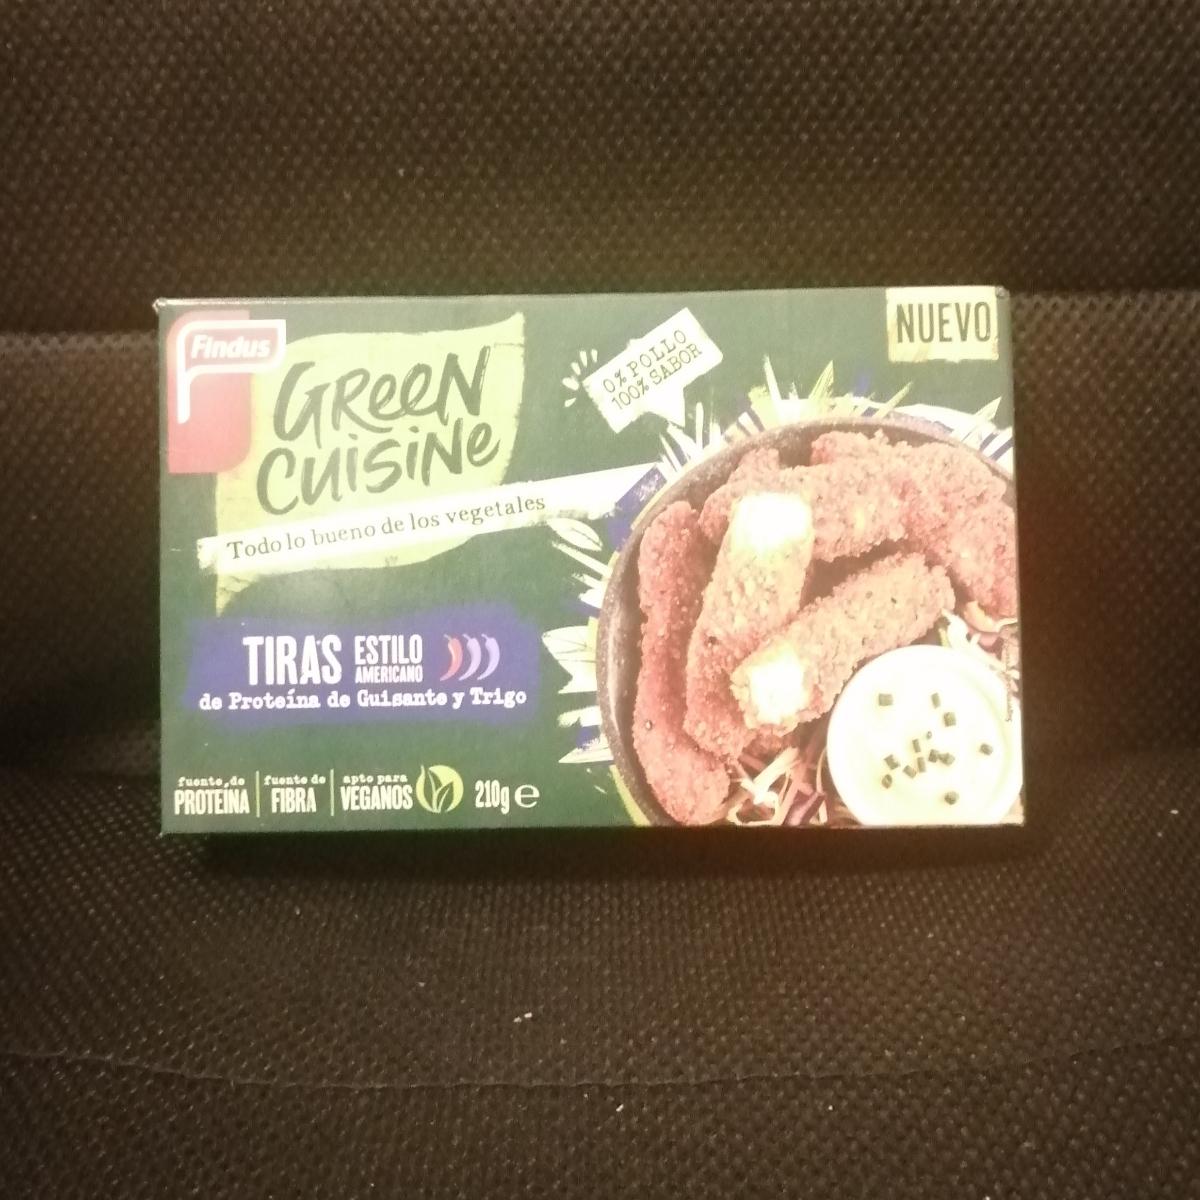 Findus
GREEN
CUISINE
Todo lo bueno de los vegetales
0% POLLO
100% SABOR
NUEVO
TIRAS ESTILO
AMERICANO
de Proteína de Guisante y Trigo
fuente de
PROTEÍNA
fuente de
FIBRA
apto para
VEGANOS
210g e